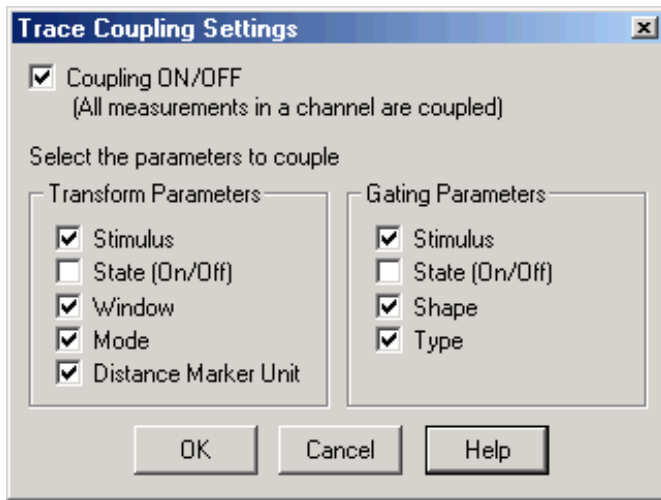 Trace Coupling Settings
Coupling ON/OFF
(All measurements in a channel are coupled)
Select the parameters to couple
Transform Parameters
Stimulus
State (On/Off)
Window
Mode
Distance Marker Unit
Gating Parameters
Stimulus
State (On/Off)
Shape
Type
OK
Cancel
Help